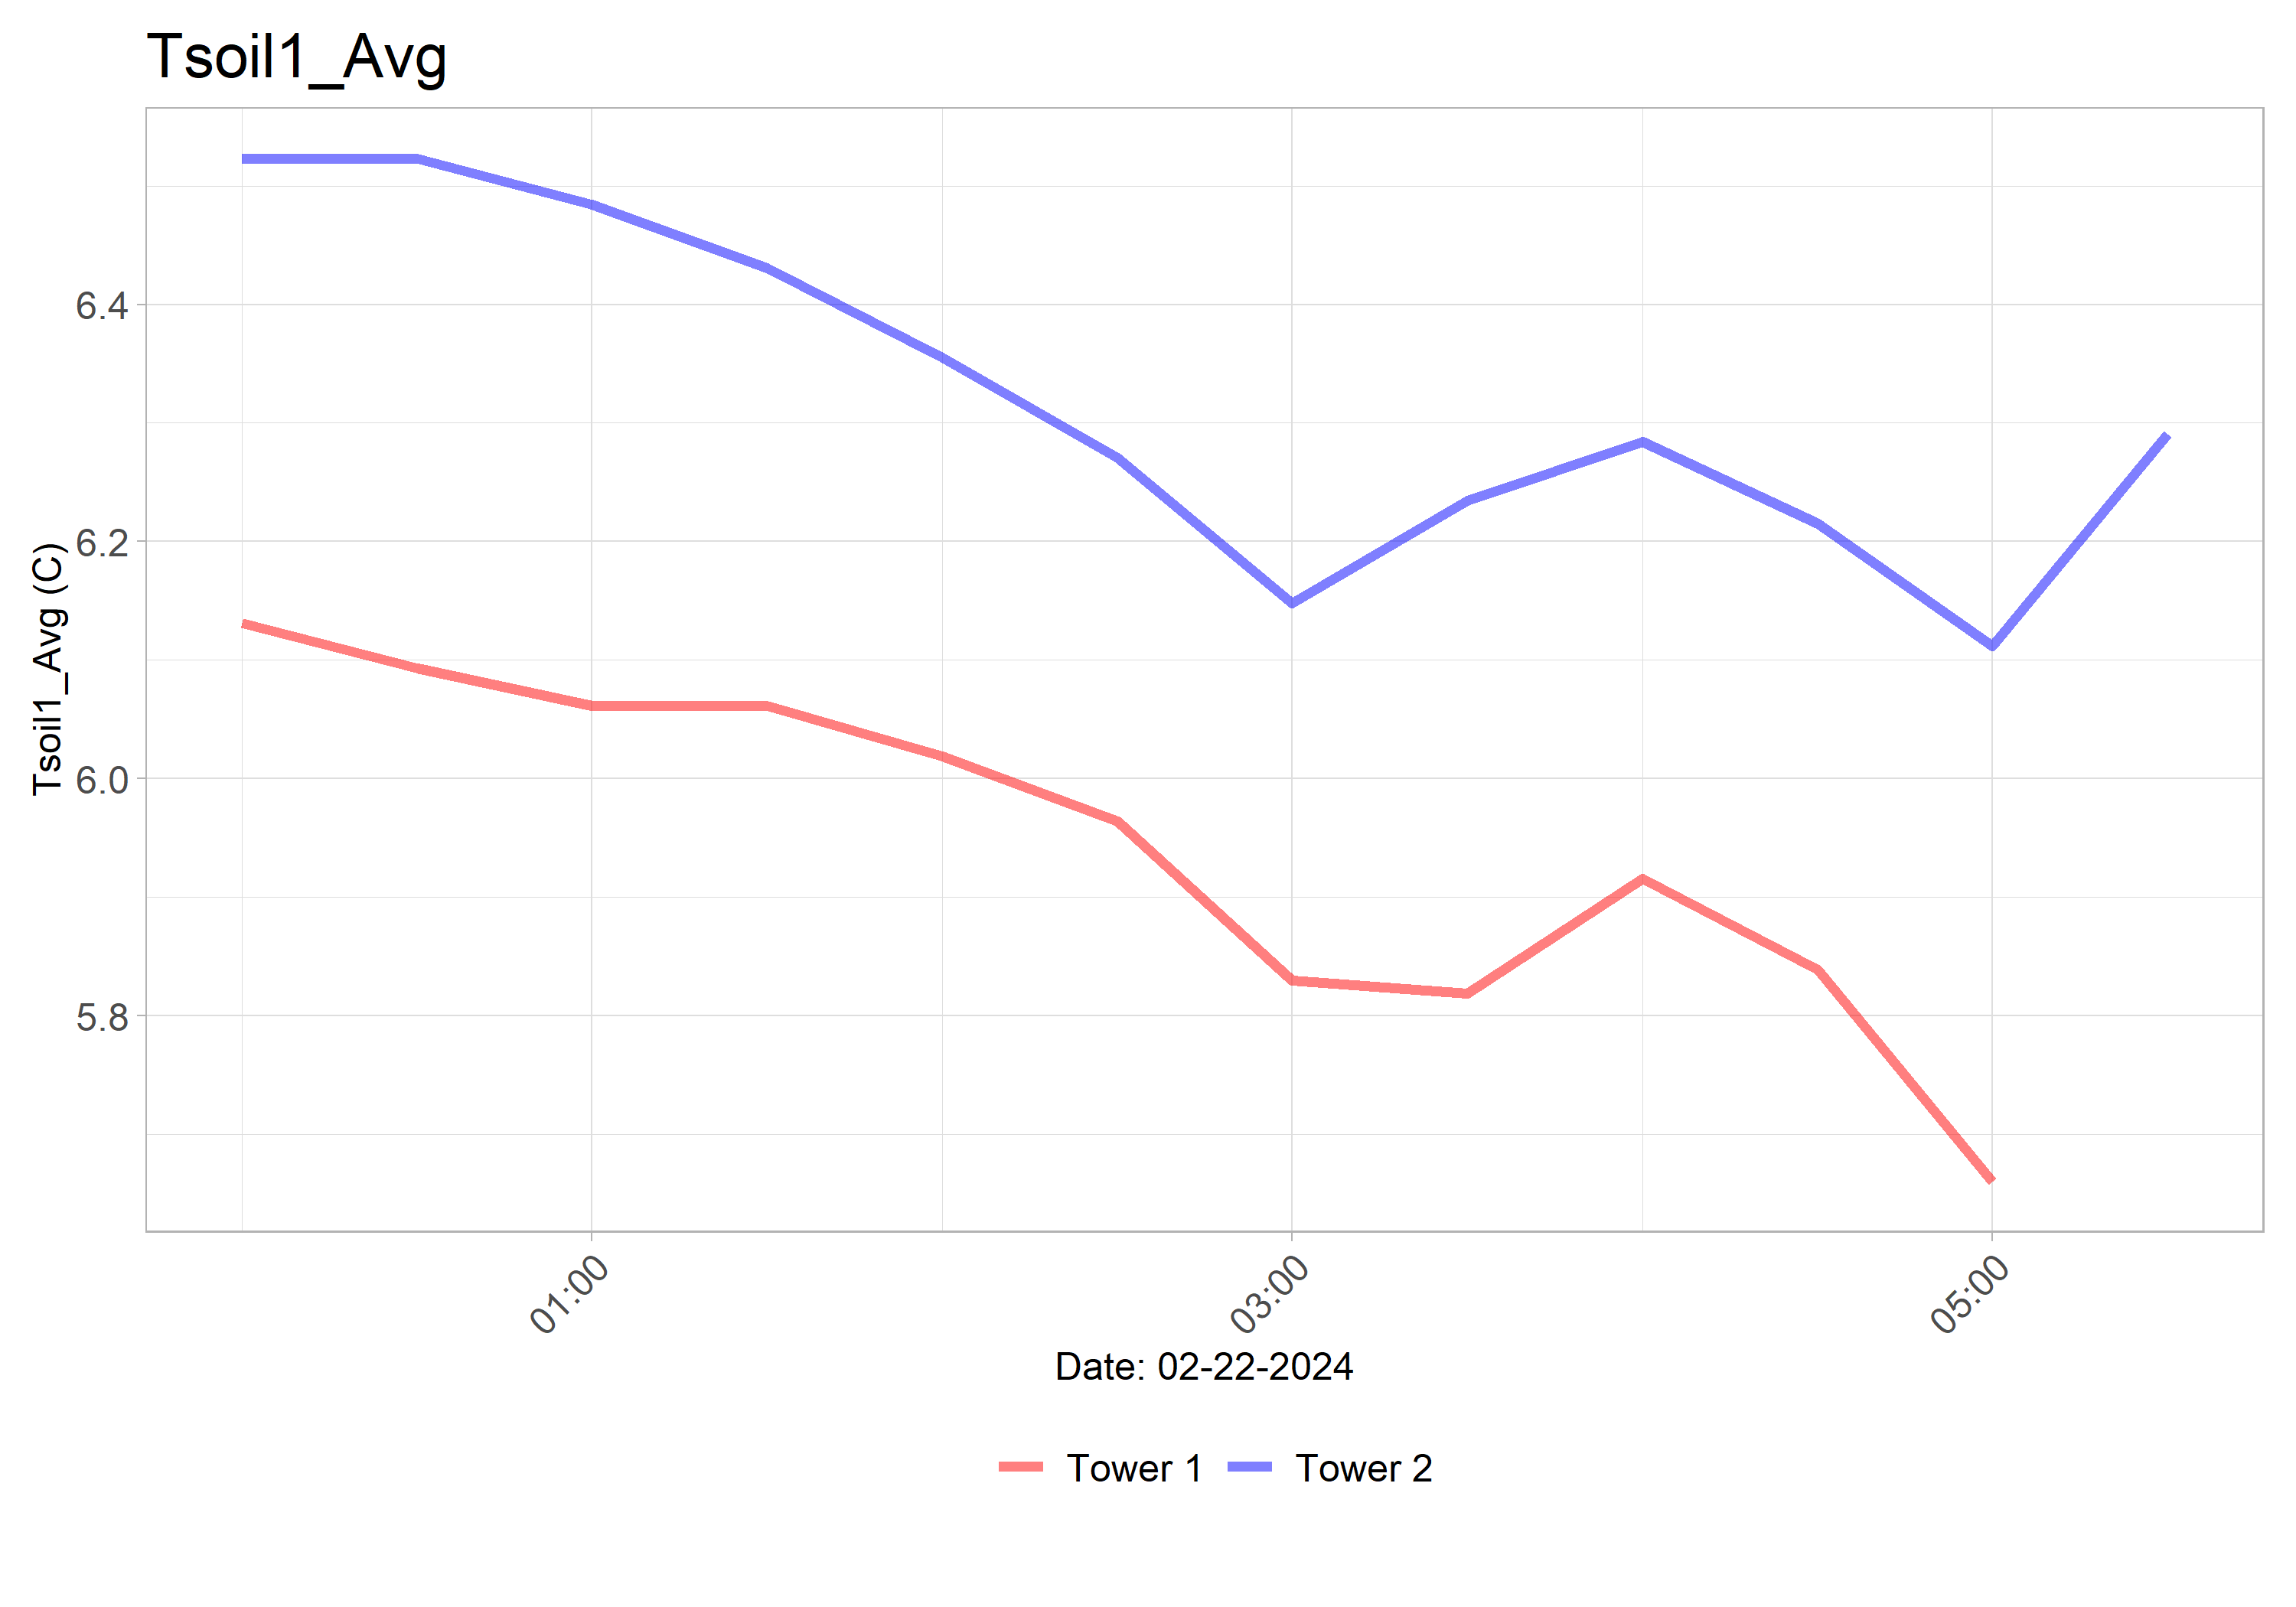 Tsoil1_Avg
Tsoil1_Avg (C)
6.4
6.2
6.0
5.8
01:00
03:00
05:00
Date: 02-22-2024
Tower 1
Tower 2